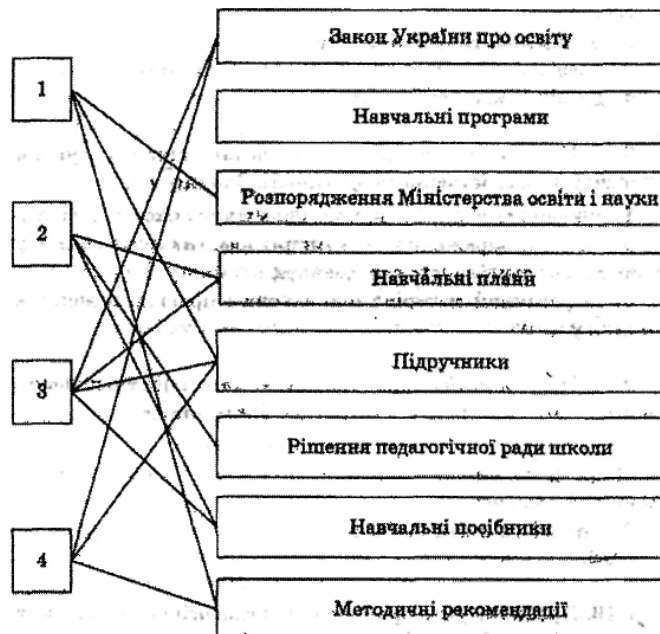 Закон України про освіту
1
Навчальні програми
Розпорядження Міністерства освіти і науки
2
Навчальні плани
Підручники
3
Рішення педагогічної ради школи
Навчальні посібники
4
Методичні рекомендації